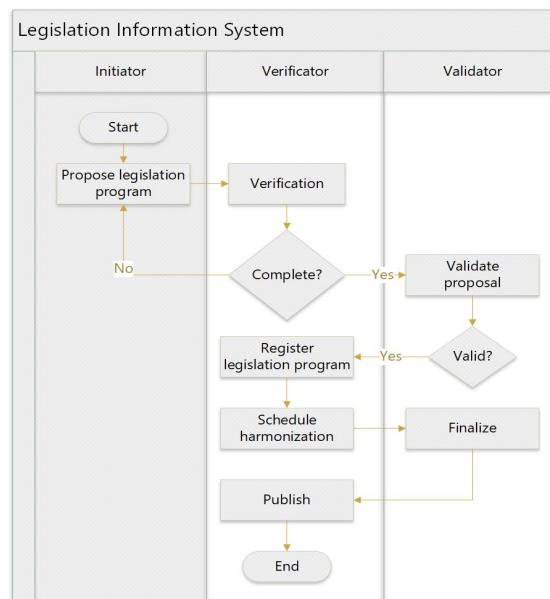 Legislation Information System
Initiator
Verificator
Validator
Start
Propose legislation
program
Verification
No
Complete?
Yes
Validate
proposal
Register
legislation program
Yes
Valid?
Schedule
harmonization
Finalize
Publish
End